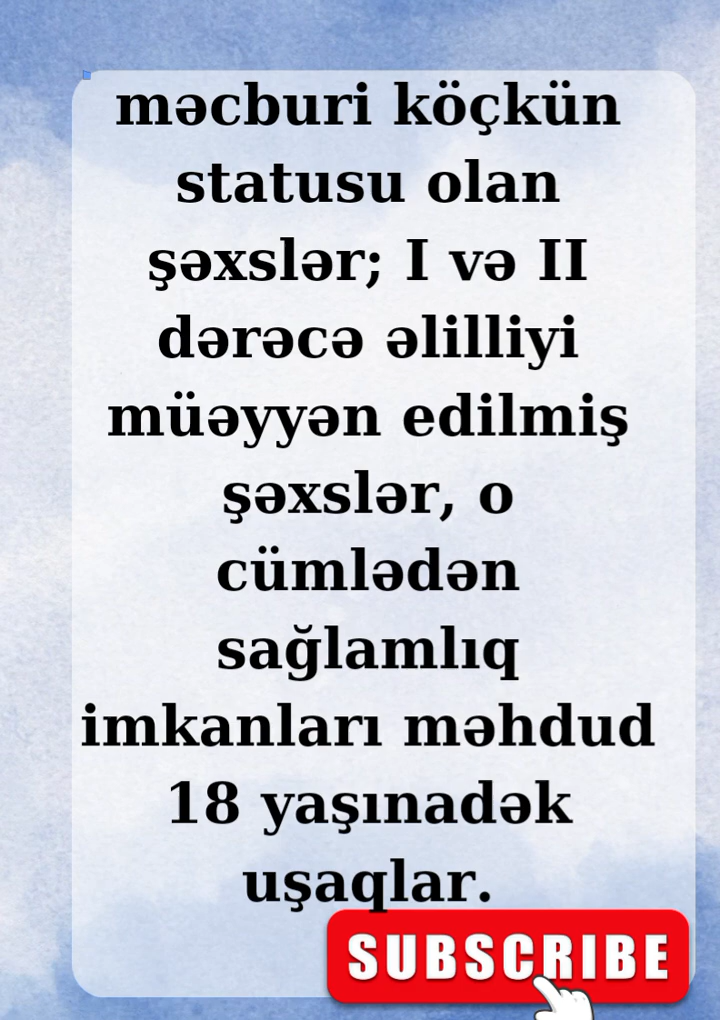 məcburi köçkün
statusu olan
şəxslər; I və II
dərəcə əlilliyi
müəyyən edilmiş
şəxslər, o
cümlədən
sağlamlıq
imkanları məhdud
18 yaşınadək
uşaqlar.
SUBSCRIBE